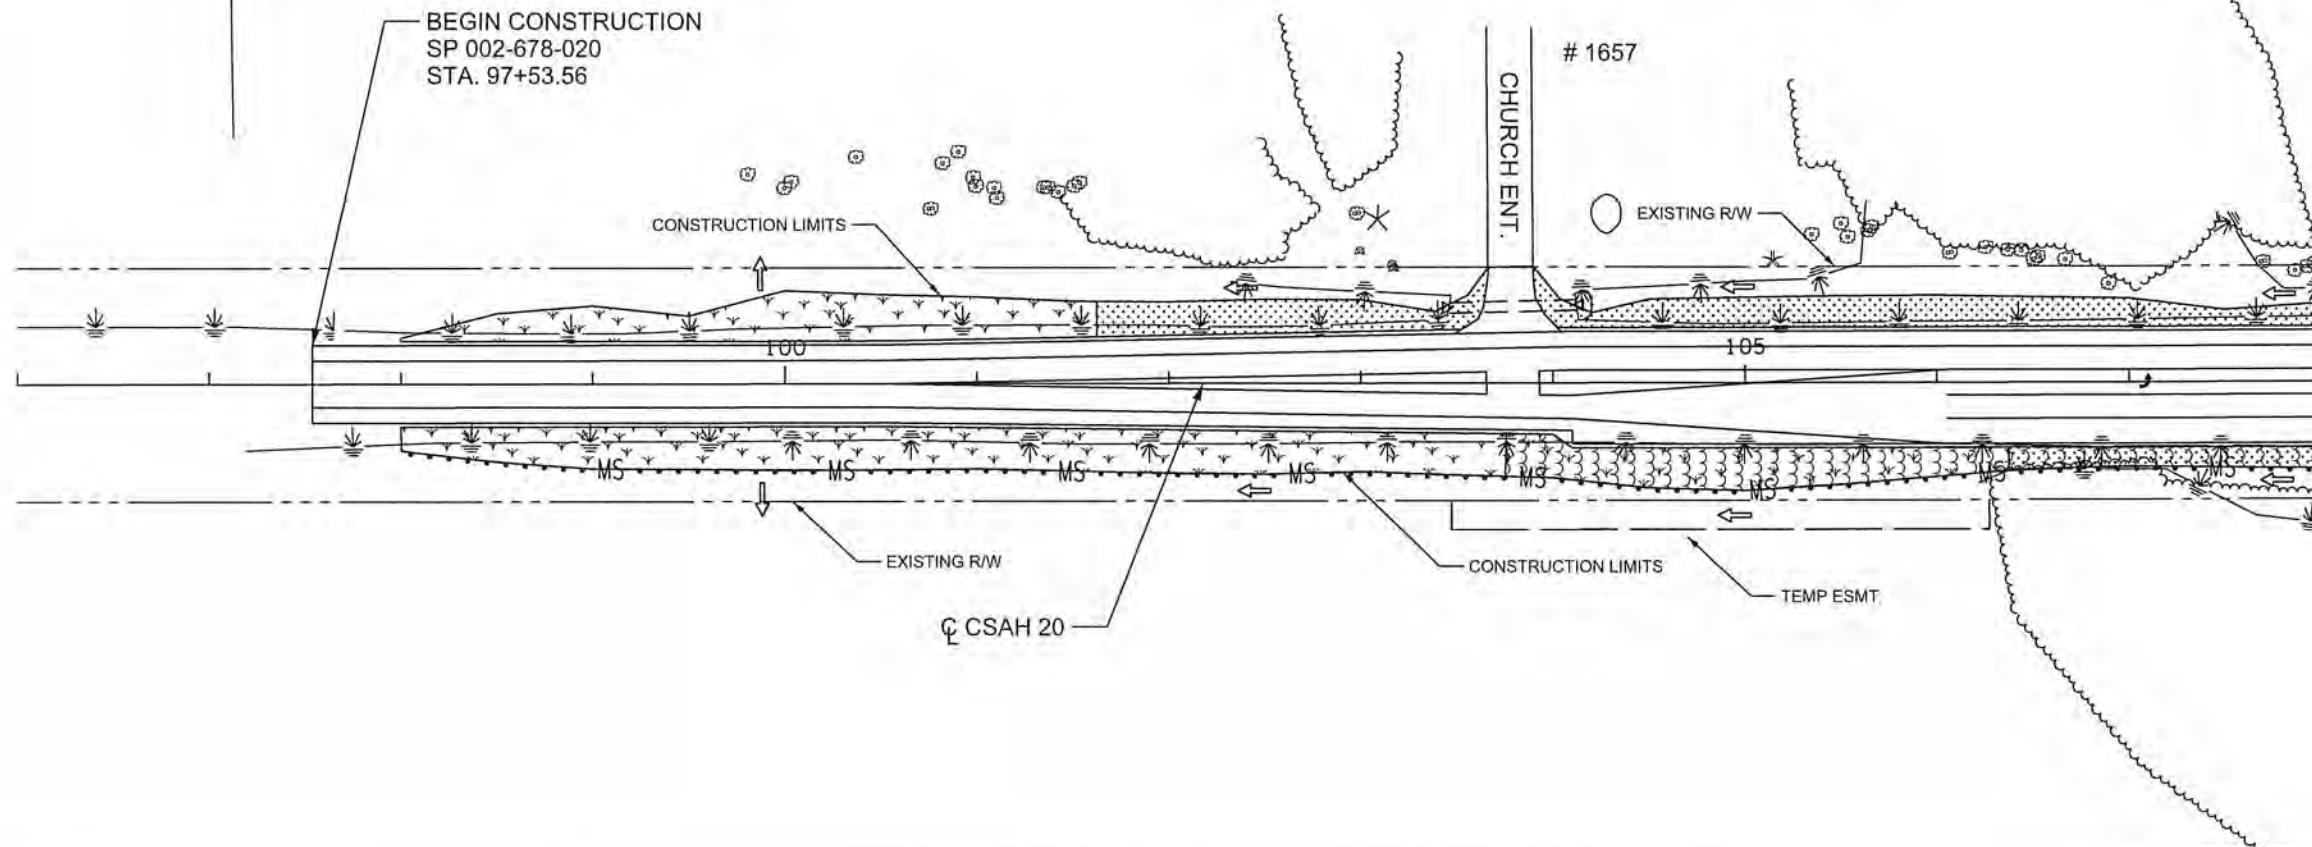 BEGIN CONSTRUCTION
SP 002-678-020
STA. 97+53.56
# 1657
CHURCH ENT.
CONSTRUCTION LIMITS
EXISTING R/W
100
105
MS
MS
MS
MS
MS
MS
MS
MS
EXISTING R/W
CONSTRUCTION LIMITS
TEMP ESMT
℄ CSAH 20